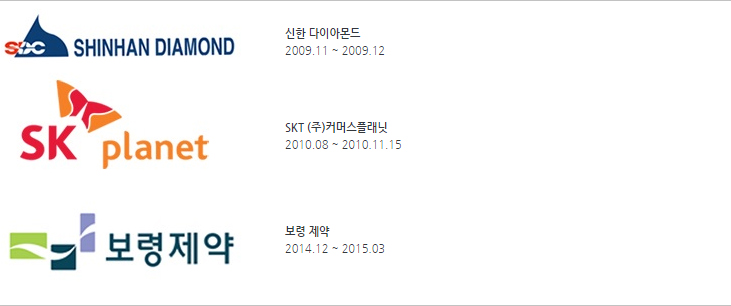 SDC SHINHAN DIAMOND
신한 다이아몬드
2009.11 ~ 2009.12
SK planet
SKT (주)커머스플래닛
2010.08 ~ 2010.11.15
보령제약
보령 제약
2014.12 ~ 2015.03